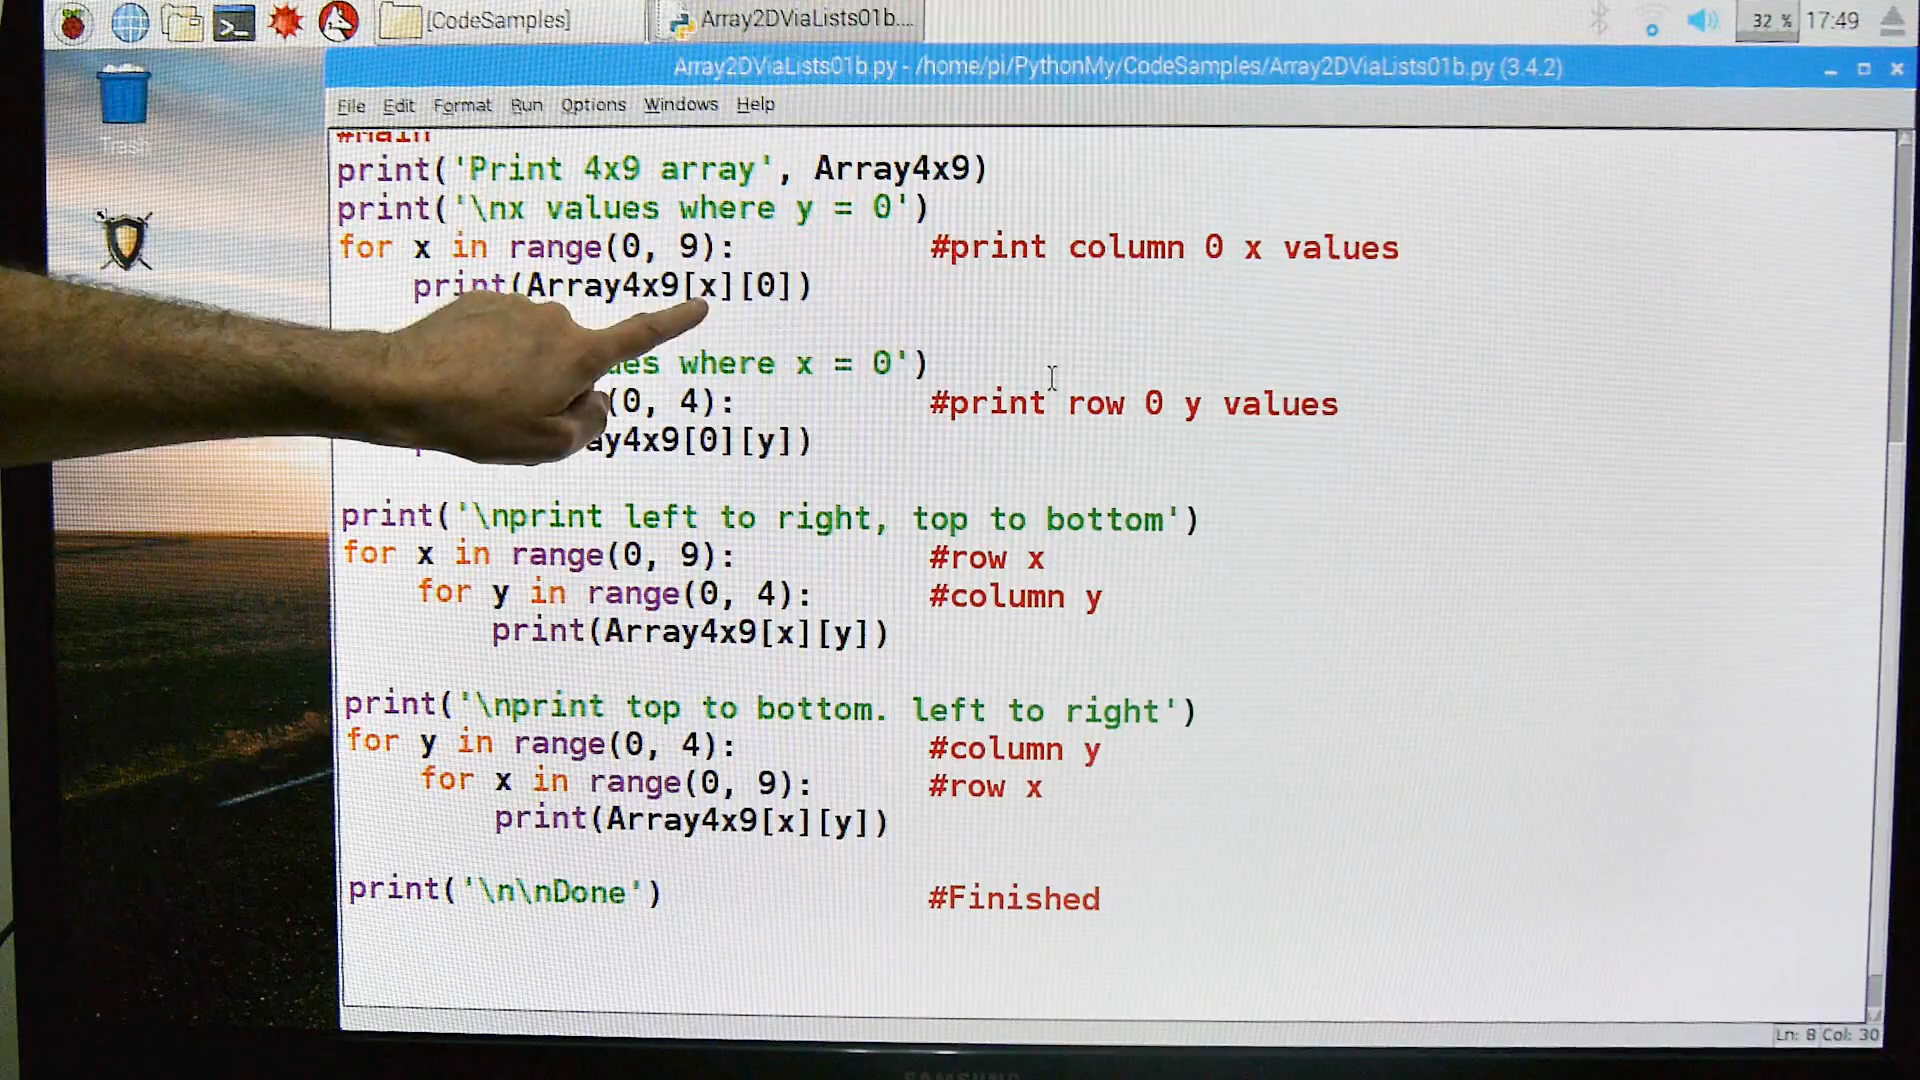 [CodeSamples]
Array2DViaLists01b....
32 %
17:49
Array2DViaLists01b.py - /home/pi/PythonMy/CodeSamples/Array2DViaLists01b.py (3.4.2)
Trash
File Edit Format Run Options Windows Help
#Main
print('Print 4x9 array', Array4x9)
print('\nx values where y = 0')
for x in range(0, 9): #print column 0 x values
print(Array4x9[x][0])
ues where x = 0')
(0, 4): #print row 0 y values
ay4x9[0][y])
print('\nprint left to right, top to bottom')
for x in range(0, 9): #row x
for y in range(0, 4): #column y
print(Array4x9[x][y])
print('\nprint top to bottom. left to right')
for y in range(0, 4): #column y
for x in range(0, 9): #row x
print(Array4x9[x][y])
print('\n\nDone') #Finished
Ln: 8 Col: 30
SAMSUNG